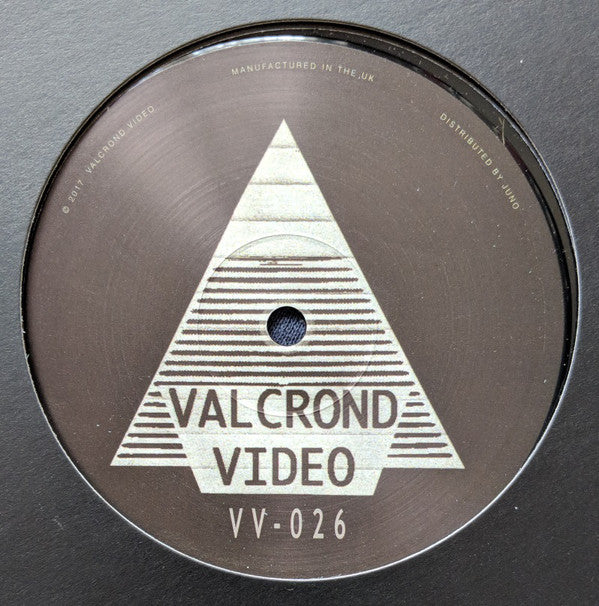 © 2017 VALCROND VIDEO.
MANUFACTURED IN THE UK
DISTRIBUTED BY JUNO
VALCROND
VIDEO
VV-026